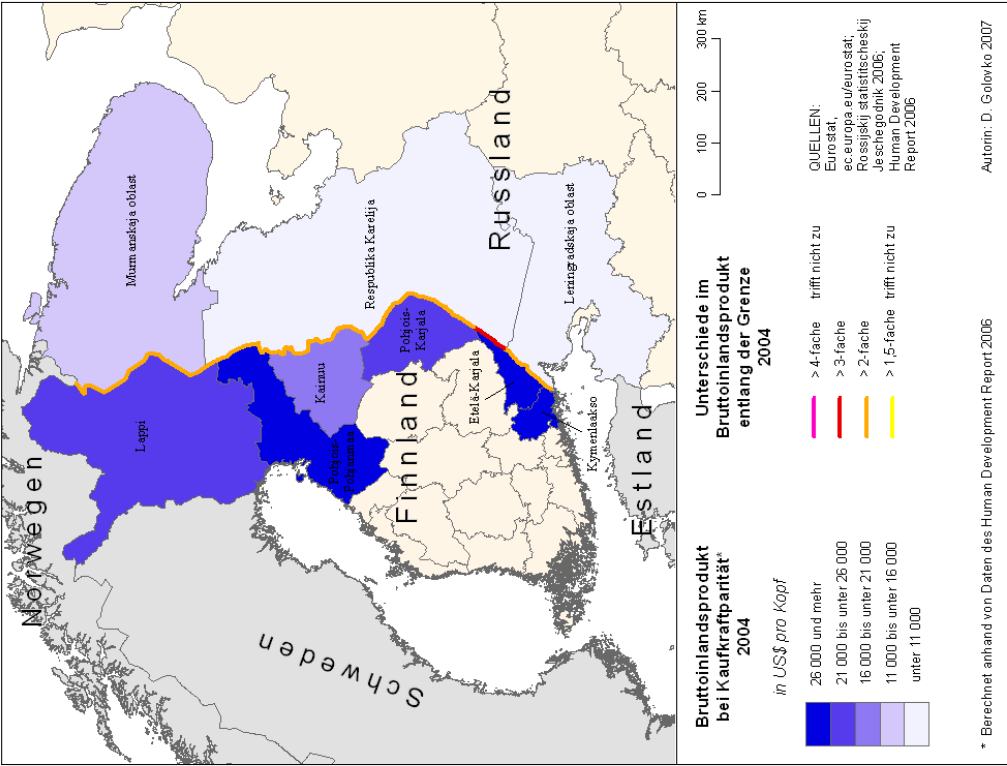 Norwegen
Schweden
Finnland
Russland
Estland
Murmanskaja oblast
Lappi
Respublika Karelija
Pohjois-
Pohjanmaa
Kainuu
Pohjois-
Karjala
Etelä-Karjala
Kymenlaakso
Leningradskaja oblast
Bruttoinlandsprodukt
bei Kaufkraftparität*
2004
in US$ pro Kopf
26 000 und mehr
21 000 bis unter 26 000
16 000 bis unter 21 000
11 000 bis unter 16 000
unter 11 000
Unterschiede im
Bruttoinlandsprodukt
entlang der Grenze
2004
> 4-fache trifft nicht zu
> 3-fache
> 2-fache
> 1,5-fache trifft nicht zu
0 100 200 300 km
QUELLEN:
Eurostat,
ec.europa.eu/eurostat;
Rossijskij statistitscheskij
Jeschegodnik 2006;
Human Development
Report 2006
* Berechnet anhand von Daten des Human Development Report 2006
Autorin: D. Golovko 2007